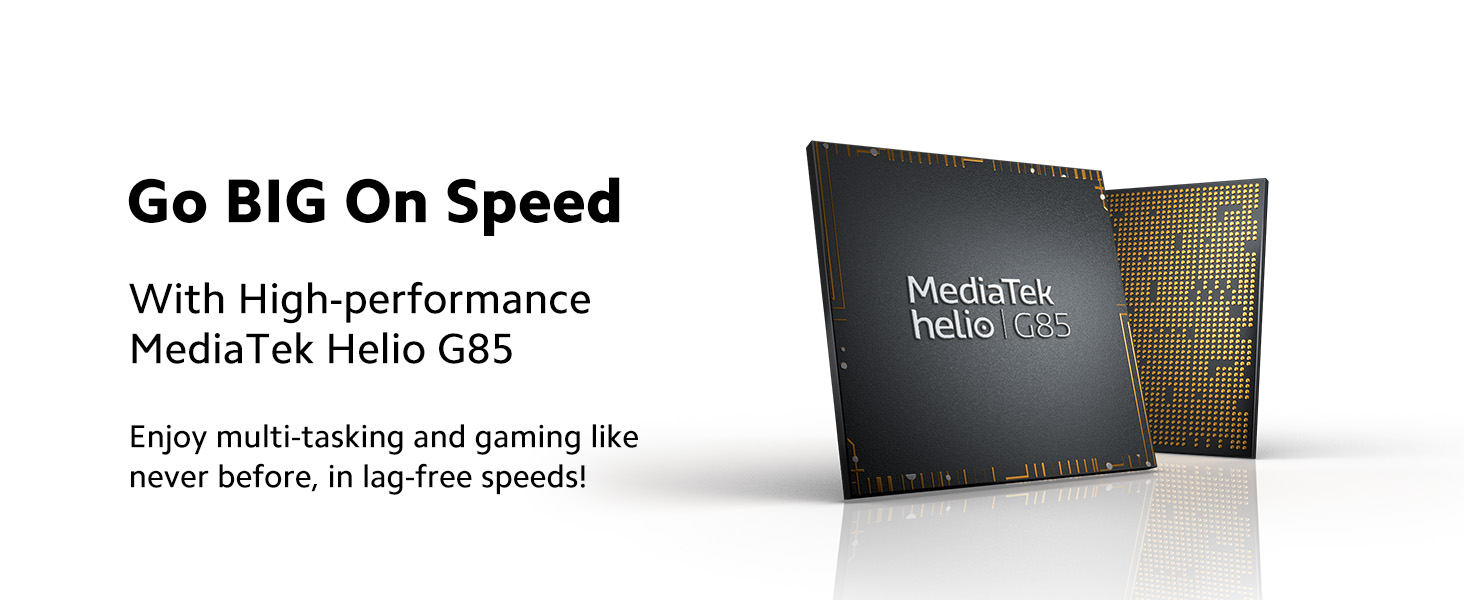 Go BIG On Speed
With High-performance
MediaTek Helio G85
Enjoy multi-tasking and gaming like
never before, in lag-free speeds!
MediaTek
helio | G85